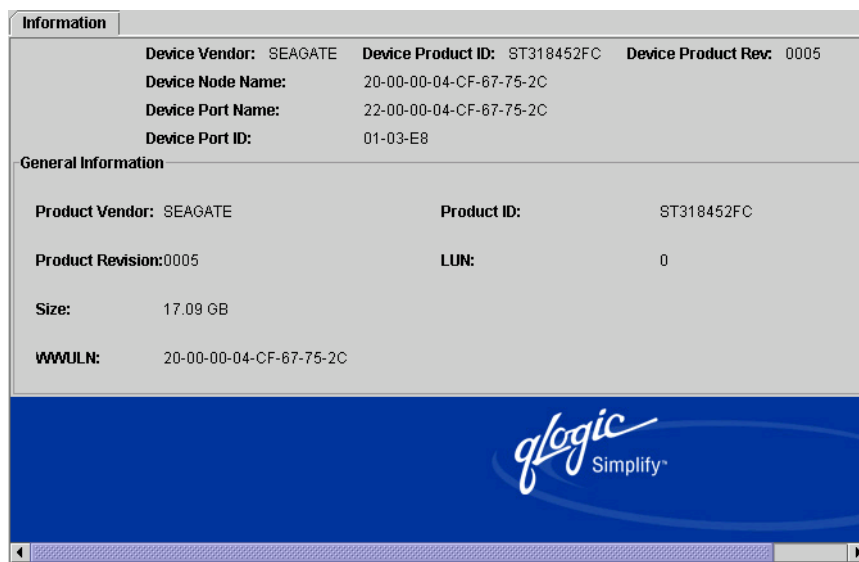 Information
Device Vendor: SEAGATE Device Product ID: ST318452FC Device Product Rev: 0005
Device Node Name: 20-00-00-04-CF-67-75-2C
Device Port Name: 22-00-00-04-CF-67-75-2C
Device Port ID: 01-03-E8
General Information
Product Vendor: SEAGATE Product ID: ST318452FC
Product Revision:0005 LUN: 0
Size: 17.09 GB
WWULN: 20-00-00-04-CF-67-75-2C
qlogic
Simplify™